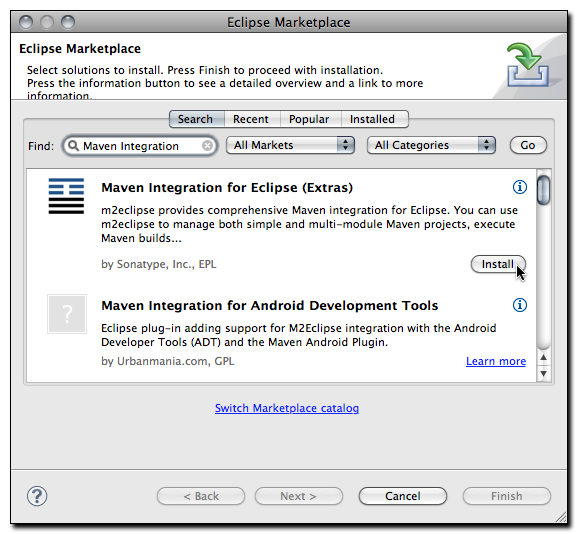 Eclipse Marketplace
Eclipse Marketplace
Select solutions to install. Press Finish to proceed with installation.
Press the information button to see a detailed overview and a link to more
information.
Search Recent Popular Installed
Find: Maven Integration All Markets All Categories Go
Maven Integration for Eclipse (Extras)
m2eclipse provides comprehensive Maven integration for Eclipse. You can use
m2eclipse to manage both simple and multi-module Maven projects, execute
Maven builds...
by Sonatype, Inc., EPL Install
? Maven Integration for Android Development Tools
Eclipse plug-in adding support for M2Eclipse integration with the Android
Developer Tools (ADT) and the Maven Android Plugin.
by Urbanmania.com, GPL Learn more
Switch Marketplace catalog
? < Back Next > Cancel Finish